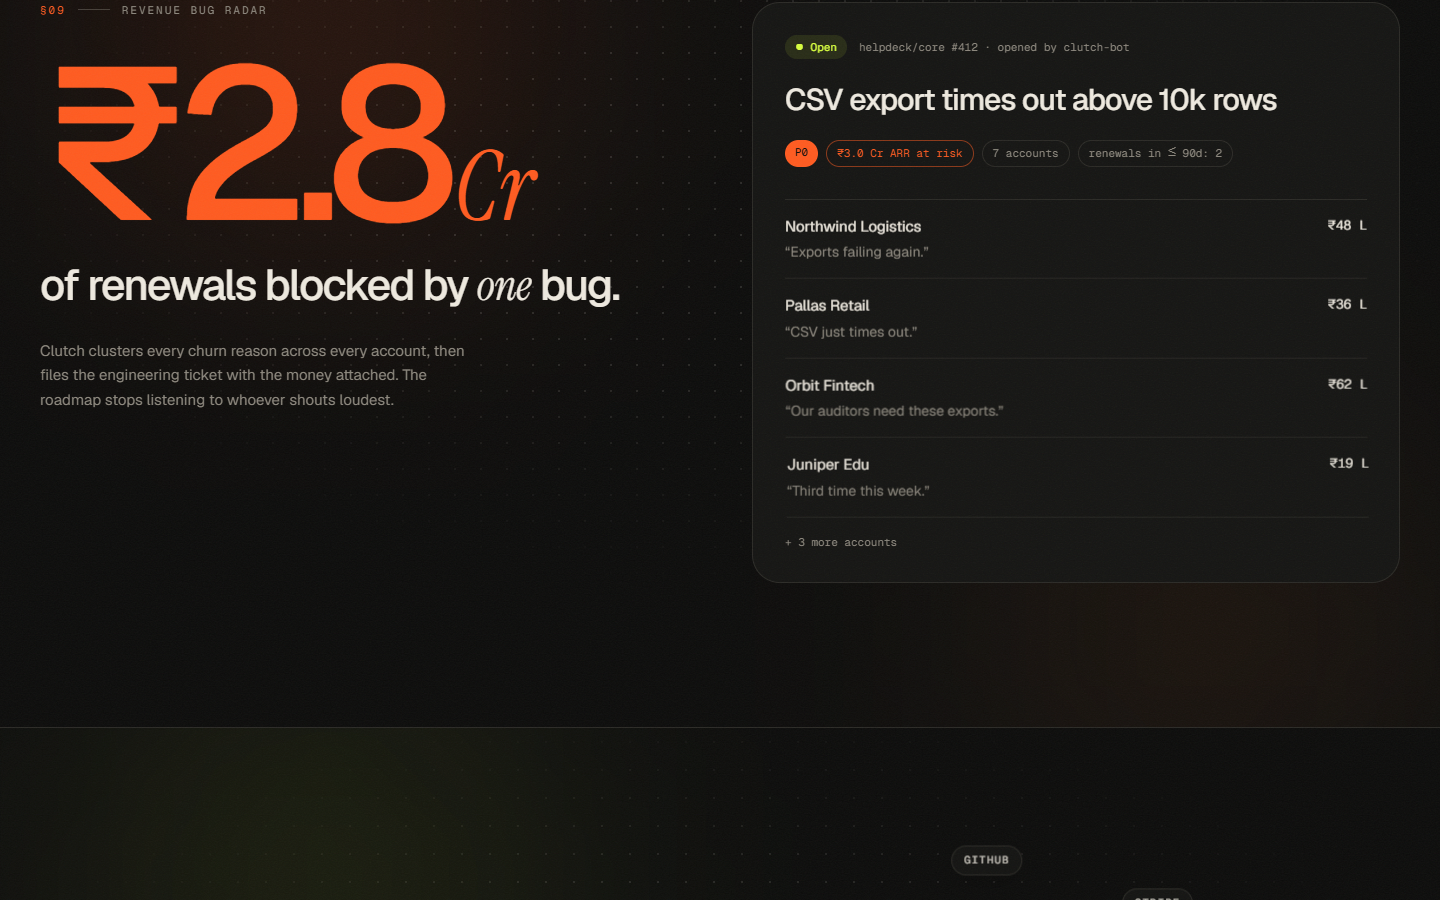 §09 REVENUE BUG RADAR
₹2.8Cr
of renewals blocked by one bug.
Clutch clusters every churn reason across every account, then
files the engineering ticket with the money attached. The
roadmap stops listening to whoever shouts loudest.
Open helpdeck/core #412 · opened by clutch-bot
CSV export times out above 10k rows
P0 ₹3.0 Cr ARR at risk 7 accounts renewals in ≤ 90d: 2
Northwind Logistics ₹48 L
“Exports failing again.”
Pallas Retail ₹36 L
“CSV just times out.”
Orbit Fintech ₹62 L
“Our auditors need these exports.”
Juniper Edu ₹19 L
“Third time this week.”
+ 3 more accounts
GITHUB